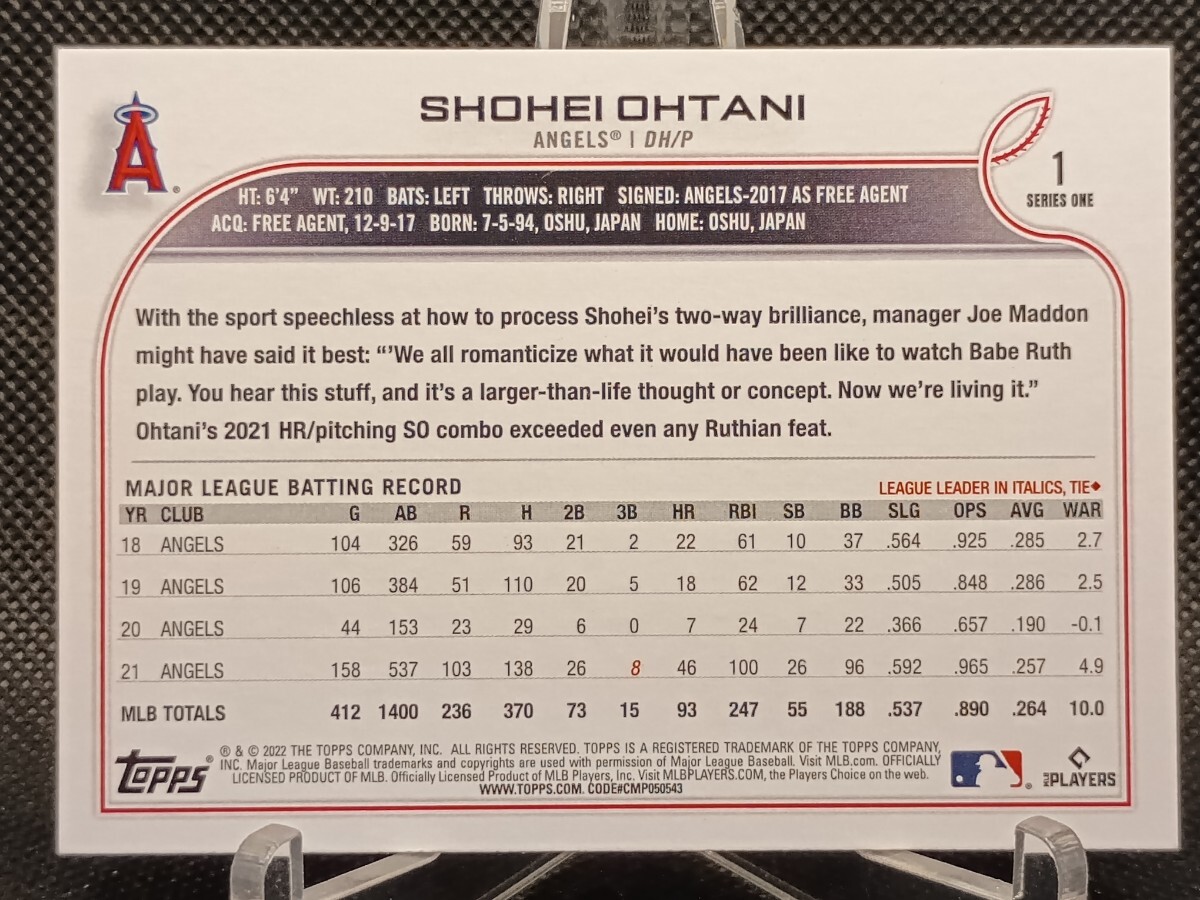 SHOHEI OHTANI
ANGELS® | DH/P
1
SERIES ONE
A
HT: 6'4" WT: 210 BATS: LEFT THROWS: RIGHT SIGNED: ANGELS-2017 AS FREE AGENT
ACQ: FREE AGENT, 12-9-17 BORN: 7-5-94, OSHU, JAPAN HOME: OSHU, JAPAN
With the sport speechless at how to process Shohei's two-way brilliance, manager Joe Maddon
might have said it best: “'We all romanticize what it would have been like to watch Babe Ruth
play. You hear this stuff, and it's a larger-than-life thought or concept. Now we're living it.”
Ohtani's 2021 HR/pitching SO combo exceeded even any Ruthian feat.
MAJOR LEAGUE BATTING RECORD LEAGUE LEADER IN ITALICS, TIE◆
YR CLUB G AB R H 2B 3B HR RBI SB BB SLG OPS AVG WAR
18 ANGELS 104 326 59 93 21 2 22 61 10 37 .564 .925 .285 2.7
19 ANGELS 106 384 51 110 20 5 18 62 12 33 .505 .848 .286 2.5
20 ANGELS 44 153 23 29 6 0 7 24 7 22 .366 .657 .190 -0.1
21 ANGELS 158 537 103 138 26 8 46 100 26 96 .592 .965 .257 4.9
MLB TOTALS 412 1400 236 370 73 15 93 247 55 188 .537 .890 .264 10.0
topps®
® & © 2022 THE TOPPS COMPANY, INC. ALL RIGHTS RESERVED. TOPPS IS A REGISTERED TRADEMARK OF THE TOPPS COMPANY,
INC. Major League Baseball trademarks and copyrights are used with permission of Major League Baseball. Visit MLB.com. OFFICIALLY
LICENSED PRODUCT OF MLB. Officially Licensed Product of MLB Players, Inc. Visit MLBPLAYERS.COM, the Players Choice on the web.
WWW.TOPPS.COM. CODE#CMP050543
MLB PLAYERS